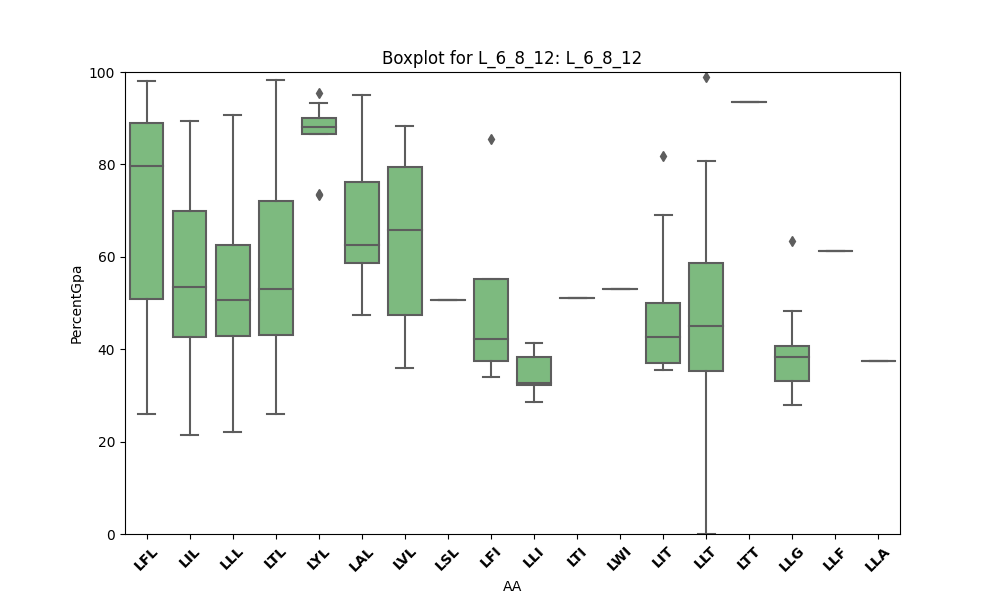 Boxplot for L_6_8_12: L_6_8_12
100
80
60
40
20
0
PercentGpa
LFL LIL LLL LTL LYL LAL LVL LSL LFI LLI LTI LWI LIT LLT LTT LLG LLF LLA
AA